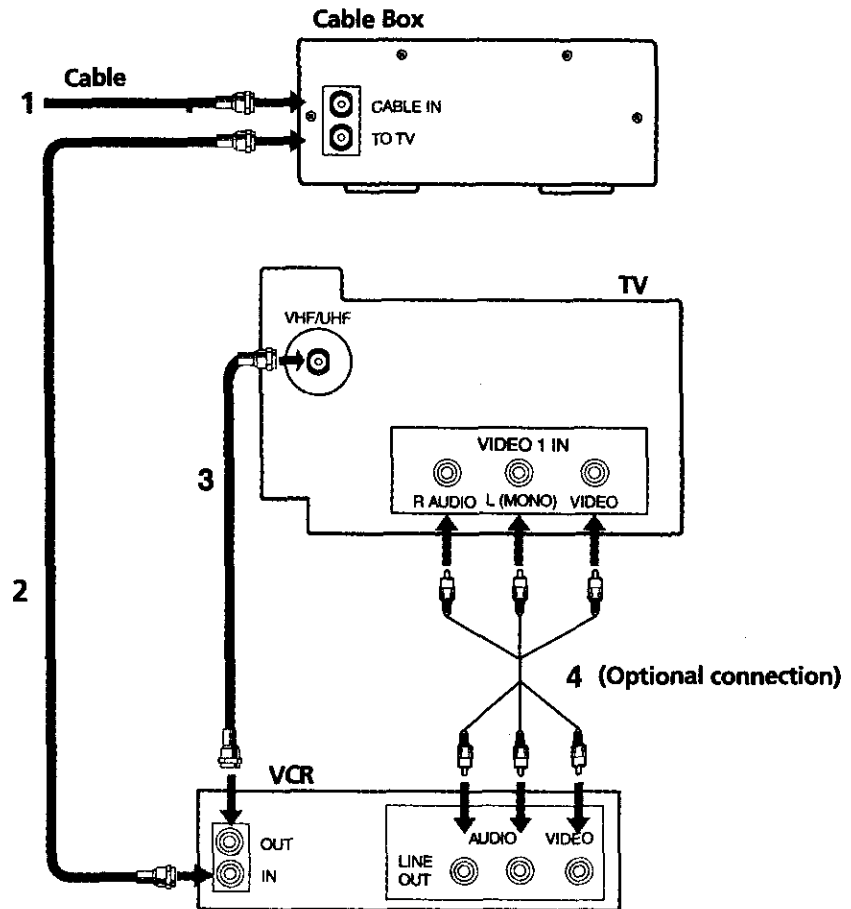 Cable Box
Cable
1
CABLE IN
TO TV
TV
VHF/UHF
VIDEO 1 IN
R AUDIO L (MONO) VIDEO
3
2
4 (Optional connection)
VCR
OUT
IN
AUDIO VIDEO
LINE
OUT